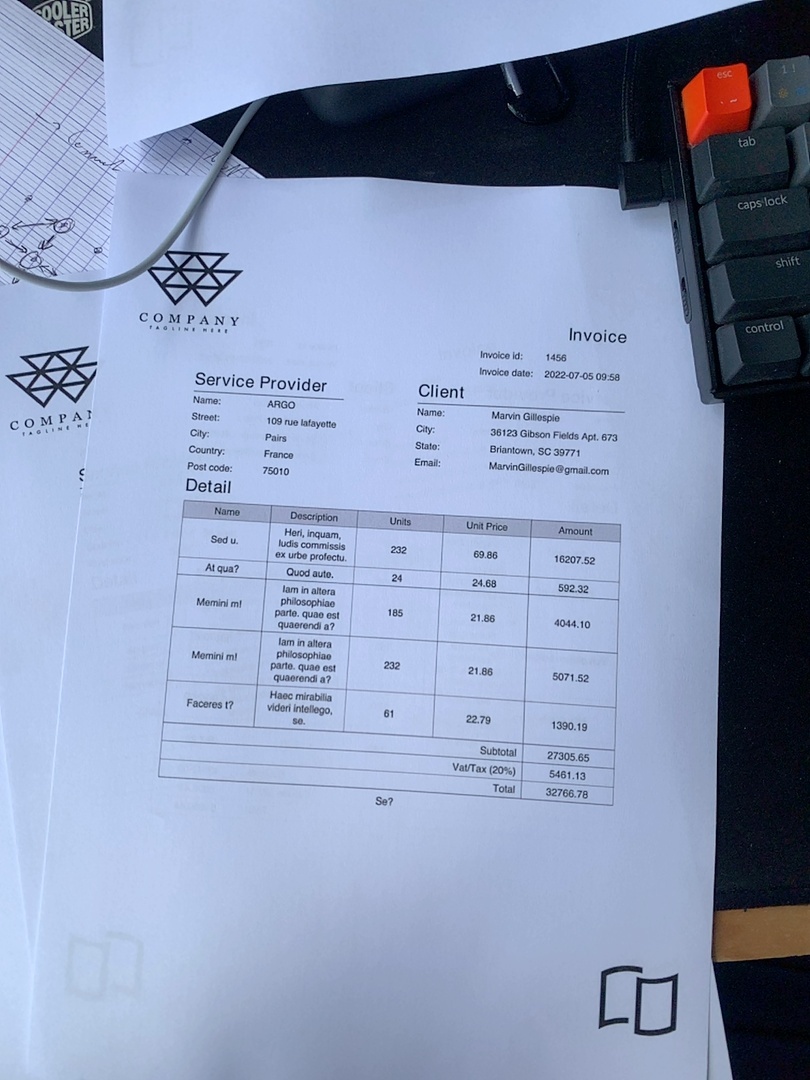 COOLER
MASTER
esc
tab
caps lock
shift
control
COMPANY
TAGLINE HERE
COMPA
TAGLINE HE
Invoice
Invoice id: 1456
Invoice date: 2022-07-05 09:58
Service Provider
Name: ARGO
Street: 109 rue lafayette
City: Pairs
Country: France
Post code: 75010
Client
Name: Marvin Gillespie
City: 36123 Gibson Fields Apt. 673
State: Briantown, SC 39771
Email: MarvinGillespie@gmail.com
Detail
Name Description Units Unit Price Amount
Sed u. Heri, inquam, 232 69.86 16207.52
ludis commissis
ex urbe profectu.
At qua? Quod aute. 24 24.68 592.32
Memini m! Iam in altera 185 21.86 4044.10
philosophiae
parte. quae est
quaerendi a?
Memini m! Iam in altera 232 21.86 5071.52
philosophiae
parte. quae est
quaerendi a?
Faceres t? Haec mirabilia 61 22.79 1390.19
videri intellego,
se.
Subtotal 27305.65
Vat/Tax (20%) 5461.13
Total 32766.78
Se?